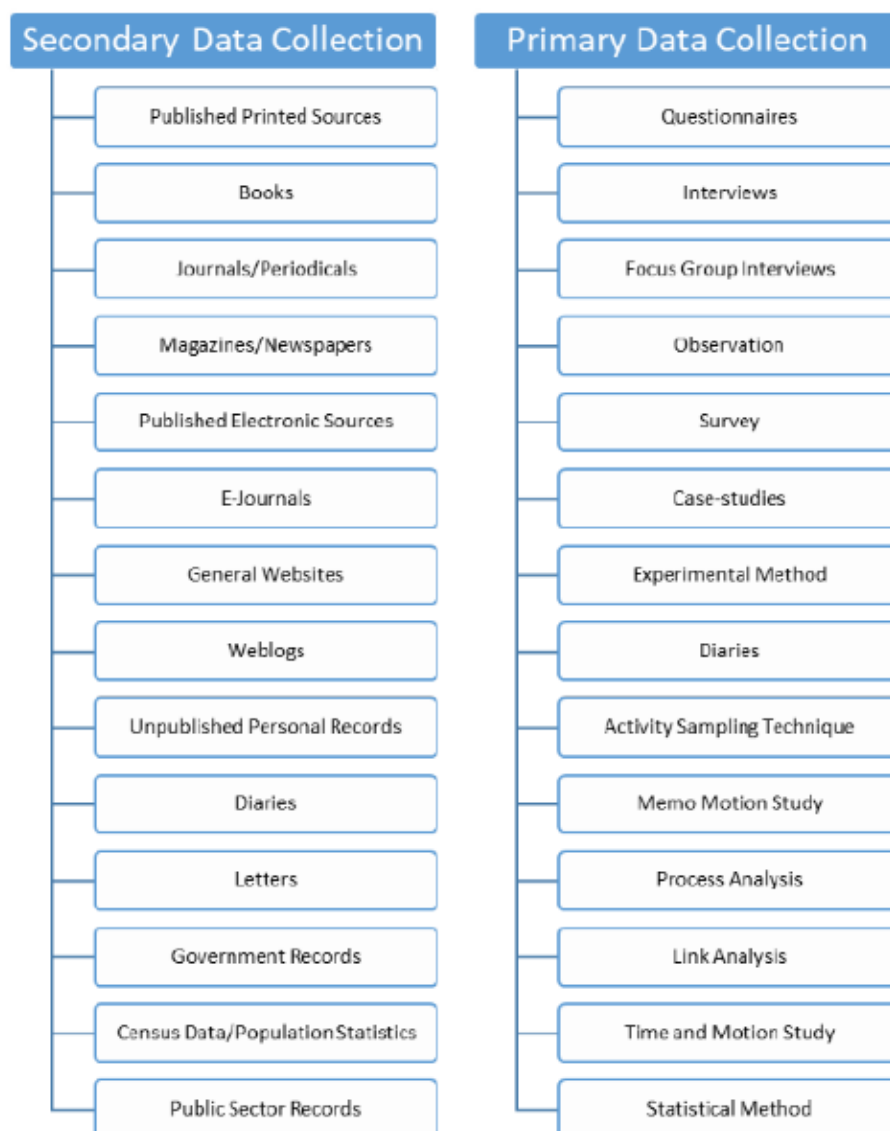 Secondary Data Collection
Published Printed Sources
Books
Journals/Periodicals
Magazines/Newspapers
Published Electronic Sources
E-Journals
General Websites
Weblogs
Unpublished Personal Records
Diaries
Letters
Government Records
Census Data/Population Statistics
Public Sector Records
Primary Data Collection
Questionnaires
Interviews
Focus Group Interviews
Observation
Survey
Case-studies
Experimental Method
Diaries
Activity Sampling Technique
Memo Motion Study
Process Analysis
Link Analysis
Time and Motion Study
Statistical Method